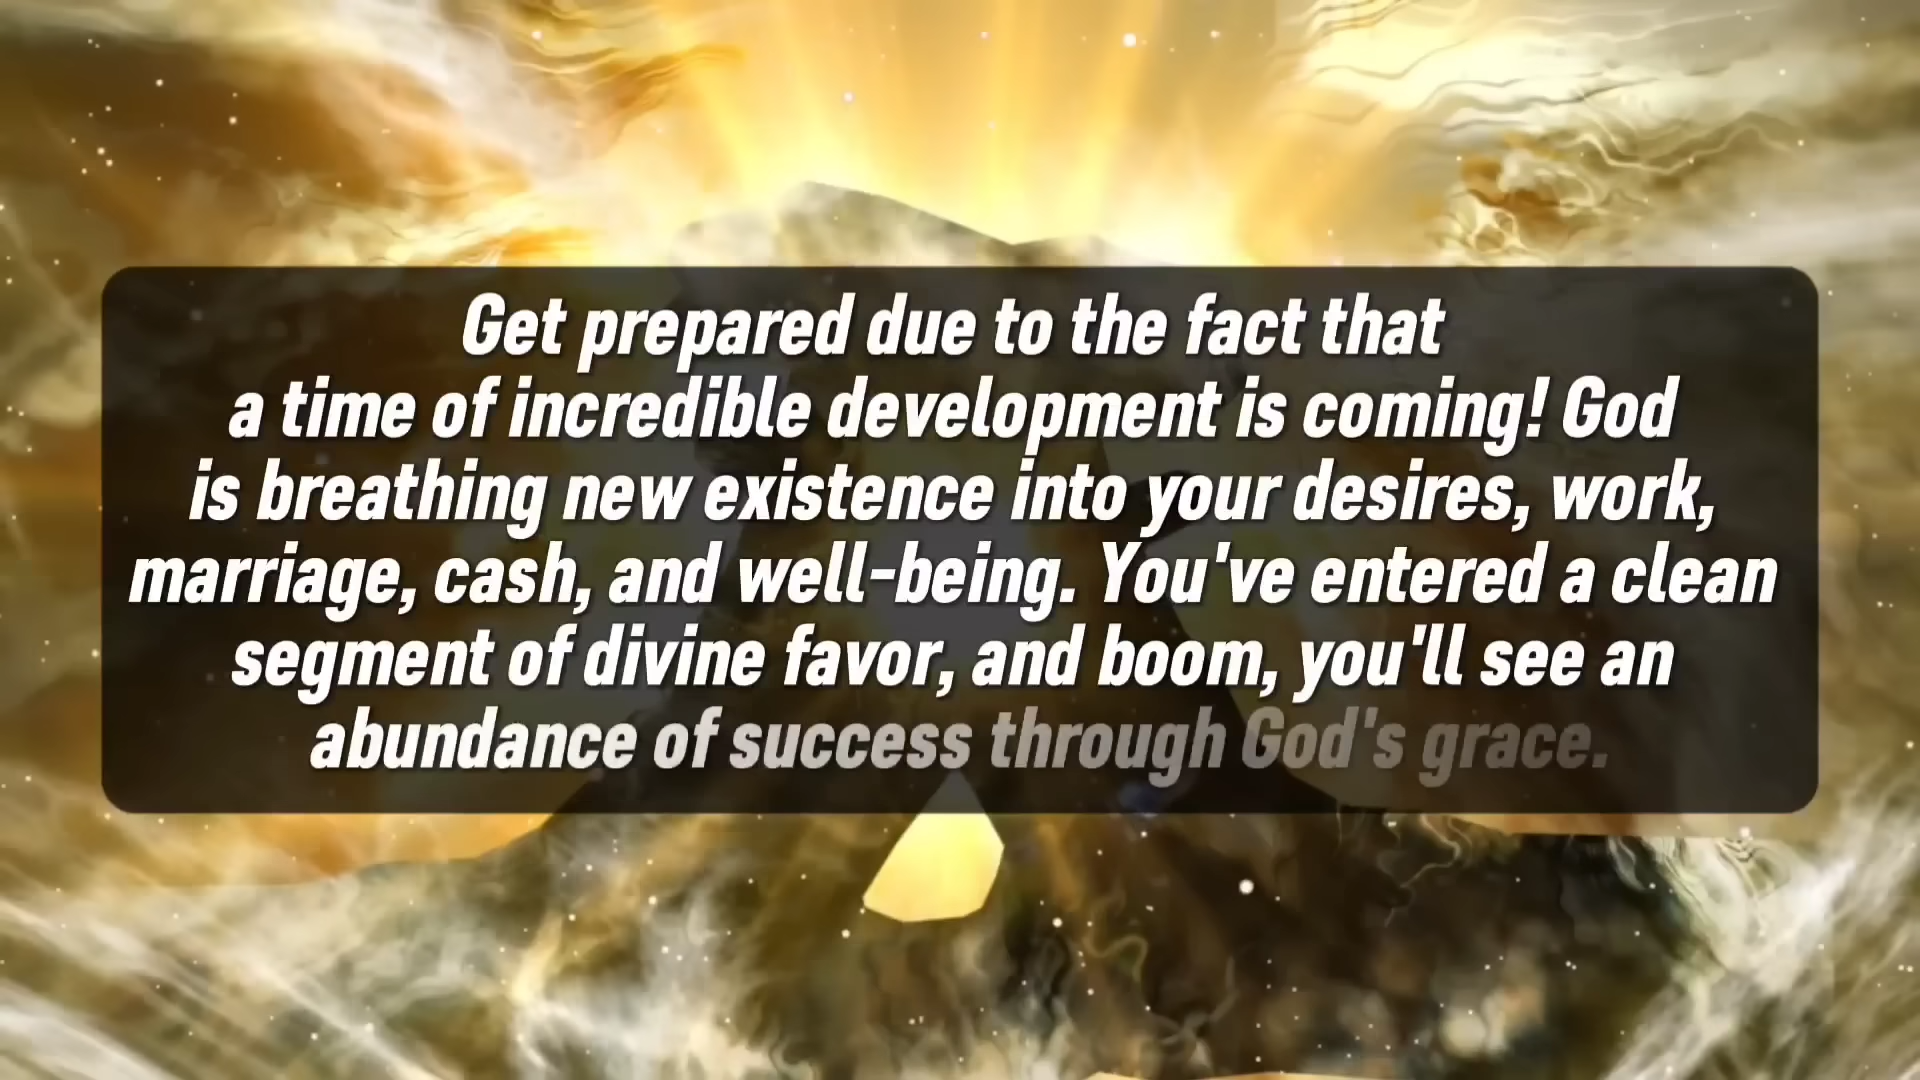 Get prepared due to the fact that
a time of incredible development is coming! God
is breathing new existence into your desires, work,
marriage, cash, and well-being. You've entered a clean
segment of divine favor, and boom, you'll see an
abundance of success through God's grace.